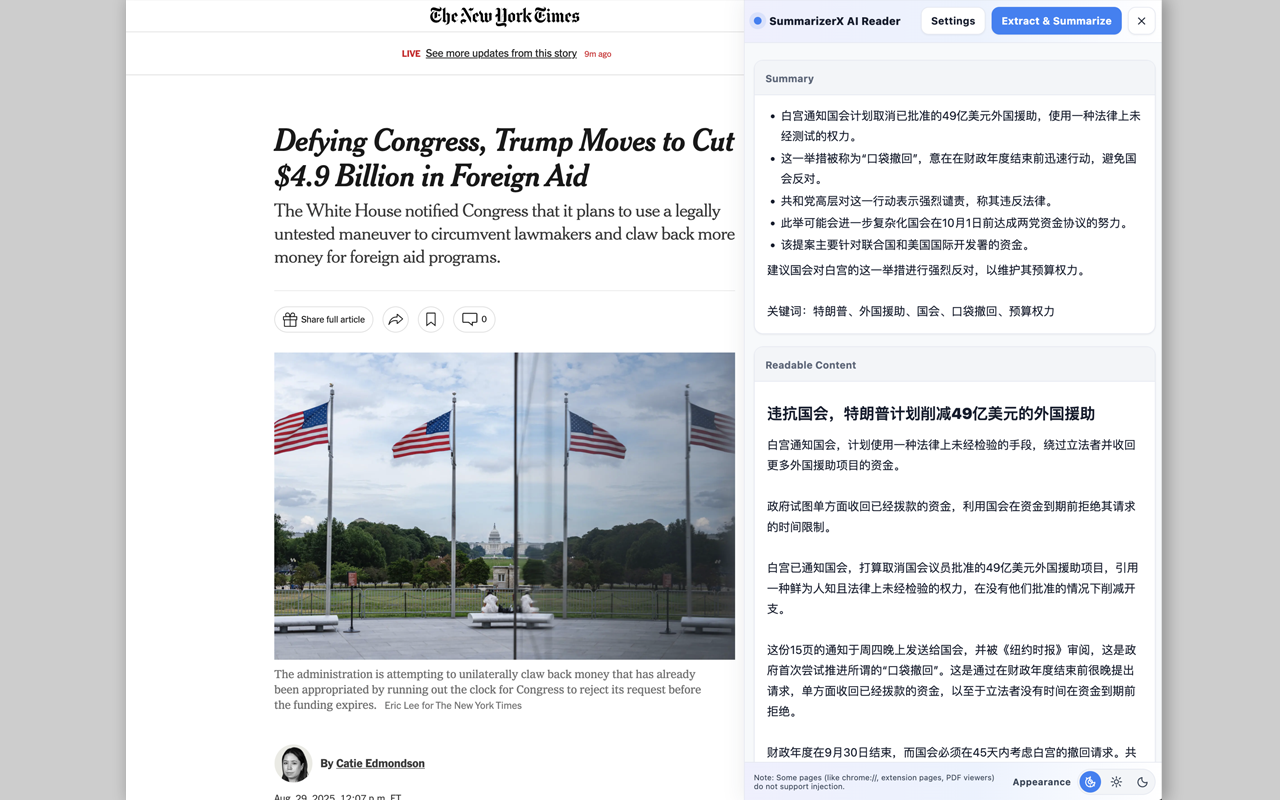 The New York Times
LIVE See more updates from this story 9m ago
Defying Congress, Trump Moves to Cut
$4.9 Billion in Foreign Aid
The White House notified Congress that it plans to use a legally
untested maneuver to circumvent lawmakers and claw back more
money for foreign aid programs.
Share full article
0
The administration is attempting to unilaterally claw back money that has already
been appropriated by running out the clock for Congress to reject its request before
the funding expires. Eric Lee for The New York Times
By Catie Edmondson
Aug. 29, 2025, 12:07 p.m. ET
SummarizerX AI Reader
Settings
Extract & Summarize
Summary
• 白宫通知国会计划取消已批准的49亿美元外国援助，使用一种法律上未
经测试的权力。
• 这一举措被称为“口袋撤回”，意在在财政年度结束前迅速行动，避免国
会反对。
• 共和党高层对这一行动表示强烈谴责，称其违反法律。
• 此举可能会进一步复杂化国会在10月1日前达成两党资金协议的努力。
• 该提案主要针对联合国和美国国际开发署的资金。
建议国会对白宫的这一举措进行强烈反对，以维护其预算权力。
关键词：特朗普、外国援助、国会、口袋撤回、预算权力
Readable Content
违抗国会，特朗普计划削减49亿美元的外国援助
白宫通知国会，计划使用一种法律上未经检验的手段，绕过立法者并收回
更多外国援助项目的资金。
政府试图单方面收回已经拨款的资金，利用国会在资金到期前拒绝其请求
的时间限制。
白宫已通知国会，打算取消国会议员批准的49亿美元外国援助项目，引用
一种鲜为人知且法律上未经检验的权力，在没有他们批准的情况下削减开
支。
这份15页的通知于周四晚上发送给国会，并被《纽约时报》审阅，这是政
府首次尝试推进所谓的“口袋撤回”。这是通过在财政年度结束前很晚提出
请求，单方面收回已经拨款的资金，以至于立法者没有时间在资金到期前
拒绝。
财政年度在9月30日结束，而国会必须在45天内考虑白宫的撤回请求。共
Note: Some pages (like chrome://, extension pages, PDF viewers)
do not support injection.
Appearance